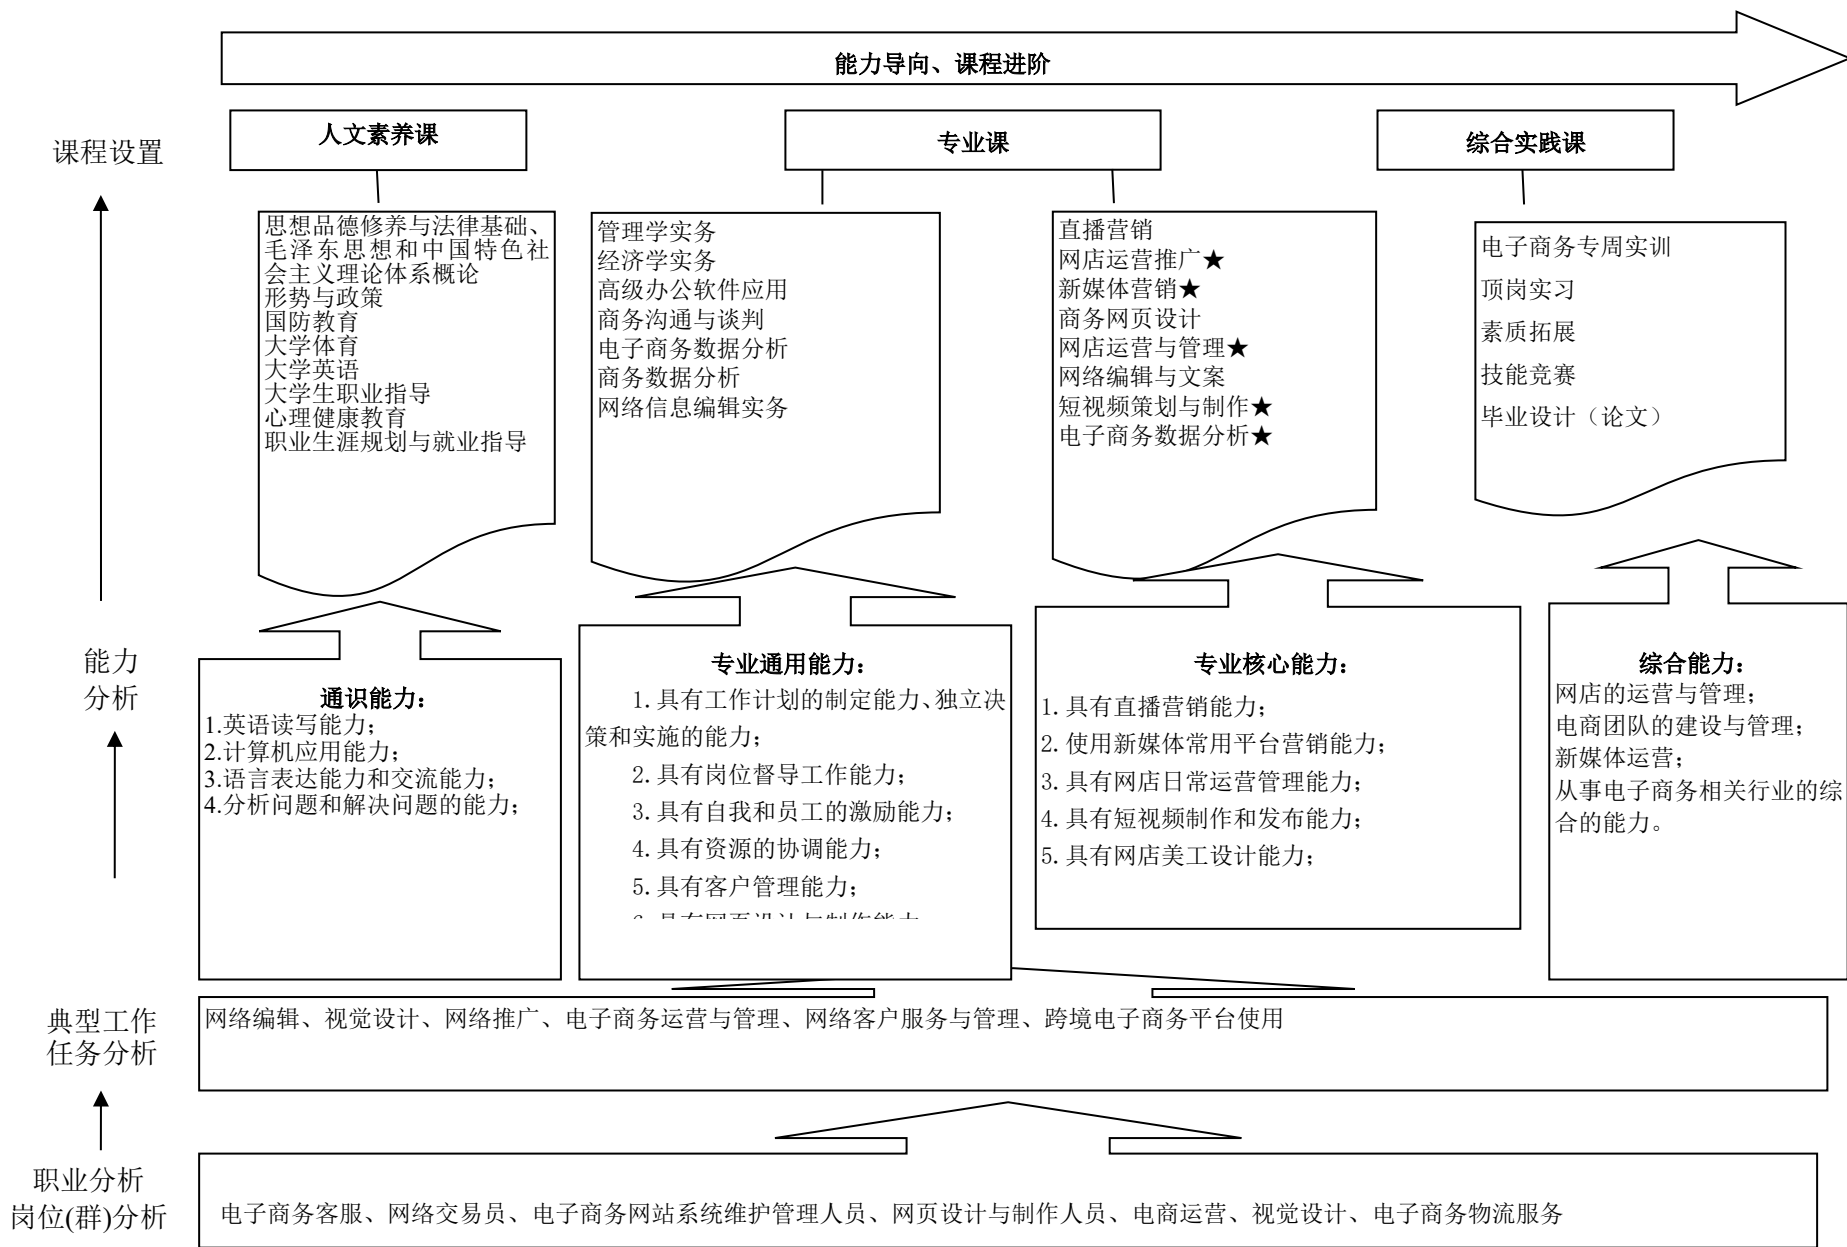 能力导向、课程进阶
课程设置
人文素养课
专业课
综合实践课
思想品德修养与法律基础、
毛泽东思想和中国特色社
会主义理论体系概论
形势与政策
国防教育
大学体育
大学英语
大学生职业指导
心理健康教育
职业生涯规划与就业指导
管理学实务
经济学实务
高级办公软件应用
商务沟通与谈判
电子商务数据分析
商务数据分析
网络信息编辑实务
直播营销
网店运营推广★
新媒体营销★
商务网页设计
网店运营与管理★
网络编辑与文案
短视频策划与制作★
电子商务数据分析★
电子商务专周实训
顶岗实习
素质拓展
技能竞赛
毕业设计（论文）
能力
分析
通识能力：
1.英语读写能力；
2.计算机应用能力；
3.语言表达能力和交流能力；
4.分析问题和解决问题的能力；
专业通用能力：
1.具有工作计划的制定能力、独立决
策和实施的能力；
2.具有岗位督导工作能力；
3.具有自我和员工的激励能力；
4.具有资源的协调能力；
5.具有客户管理能力；
专业核心能力：
1.具有直播营销能力；
2.使用新媒体常用平台营销能力；
3.具有网店日常运营管理能力；
4.具有短视频制作和发布能力；
5.具有网店美工设计能力；
综合能力：
网店的运营与管理；
电商团队的建设与管理；
新媒体运营；
从事电子商务相关行业的综
合的能力。
典型工作
任务分析
网络编辑、视觉设计、网络推广、电子商务运营与管理、网络客户服务与管理、跨境电子商务平台使用
职业分析
岗位(群)分析
电子商务客服、网络交易员、电子商务网站系统维护管理人员、网页设计与制作人员、电商运营、视觉设计、电子商务物流服务